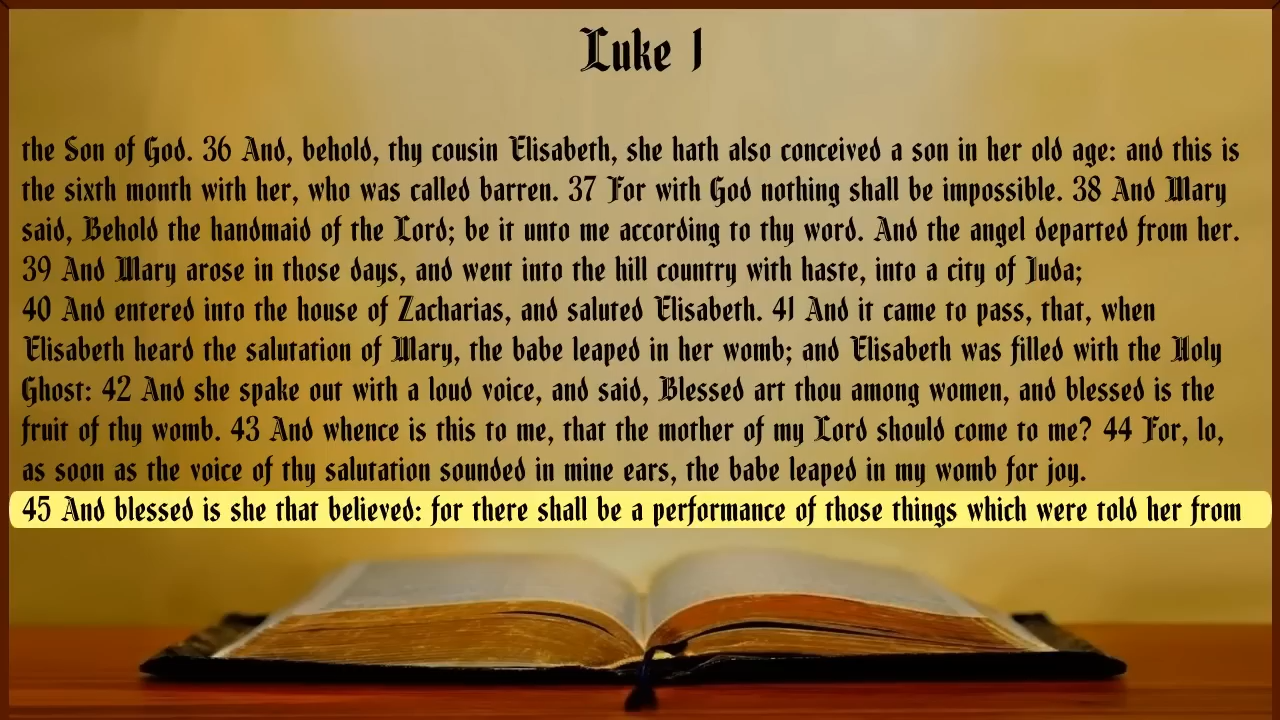 Luke 1
the Son of God. 36 And, behold, thy cousin Elisabeth, she hath also conceived a son in her old age: and this is
the sixth month with her, who was called barren. 37 For with God nothing shall be impossible. 38 And Mary
said, Behold the handmaid of the Lord; be it unto me according to thy word. And the angel departed from her.
39 And Mary arose in those days, and went into the hill country with haste, into a city of Juda;
40 And entered into the house of Zacharias, and saluted Elisabeth. 41 And it came to pass, that, when
Elisabeth heard the salutation of Mary, the babe leaped in her womb; and Elisabeth was filled with the Holy
Ghost: 42 And she spake out with a loud voice, and said, Blessed art thou among women, and blessed is the
fruit of thy womb. 43 And whence is this to me, that the mother of my Lord should come to me? 44 For, lo,
as soon as the voice of thy salutation sounded in mine ears, the babe leaped in my womb for joy.
45 And blessed is she that believed: for there shall be a performance of those things which were told her from